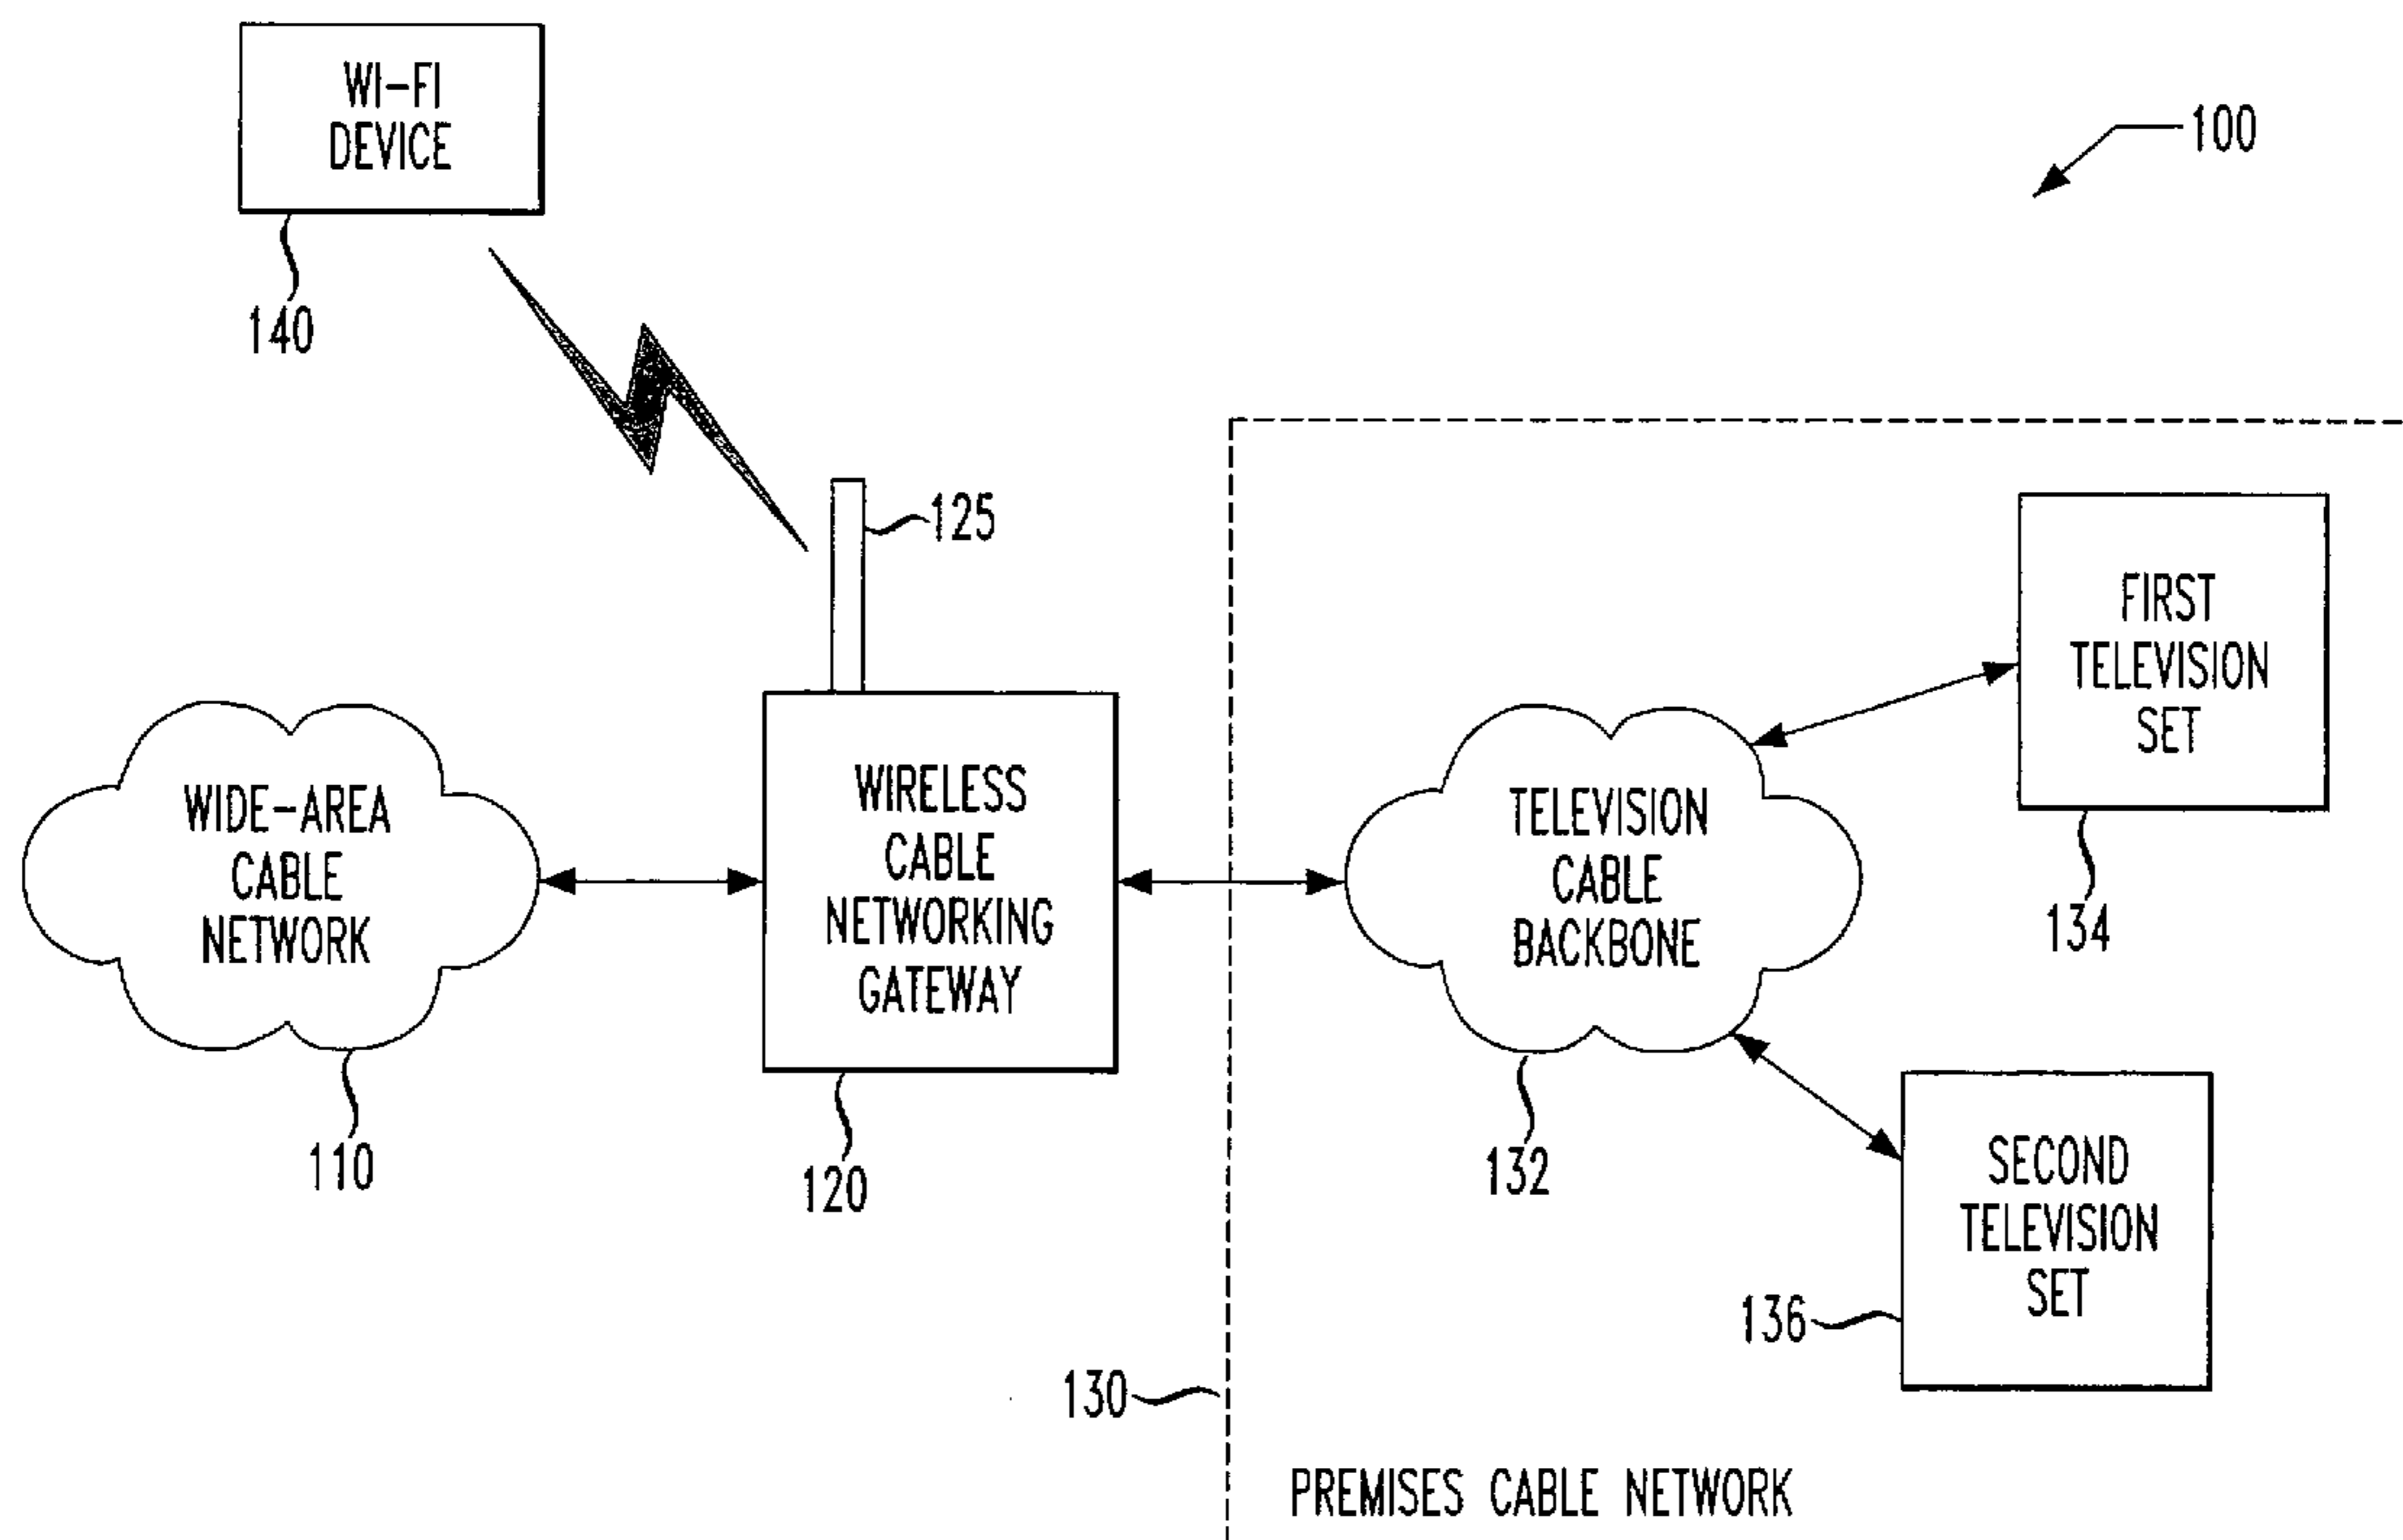 WI-FI
DEVICE
140
100
125
WIDE-AREA
CABLE
NETWORK
110
WIRELESS
CABLE
NETWORKING
GATEWAY
120
TELEVISION
CABLE
BACKBONE
132
FIRST
TELEVISION
SET
134
SECOND
TELEVISION
SET
136
130
PREMISES CABLE NETWORK